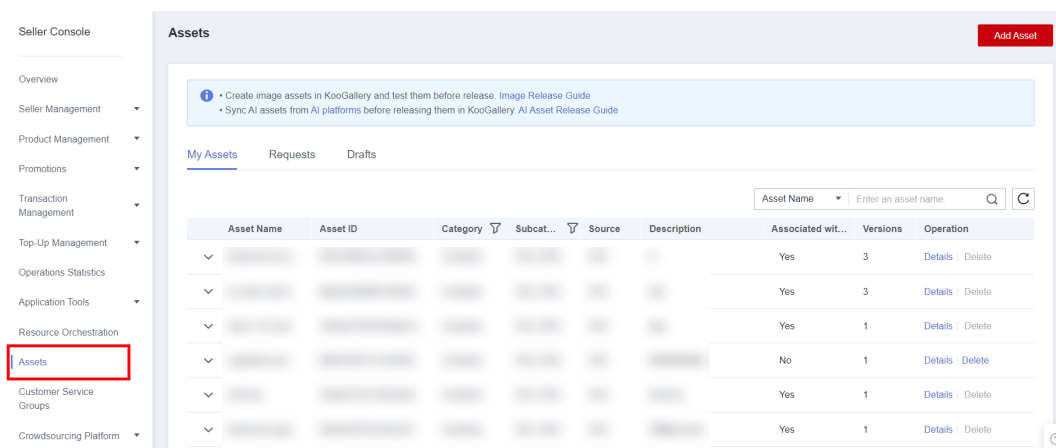 Seller Console
Assets
Add Asset
Overview
Seller Management
Product Management
Promotions
Transaction
Management
Top-Up Management
Operations Statistics
Application Tools
Resource Orchestration
Assets
Customer Service
Groups
Crowdsourcing Platform
• Create image assets in KooGallery and test them before release. Image Release Guide
• Sync AI assets from AI platforms before releasing them in KooGallery. AI Asset Release Guide
My Assets Requests Drafts
Asset Name Enter an asset name.
Asset Name Asset ID Category Subcat... Source Description Associated wit... Versions Operation
Yes 3 Details Delete
Yes 3 Details Delete
Yes 1 Details Delete
No 1 Details Delete
Yes 1 Details Delete
Yes 1 Details Delete